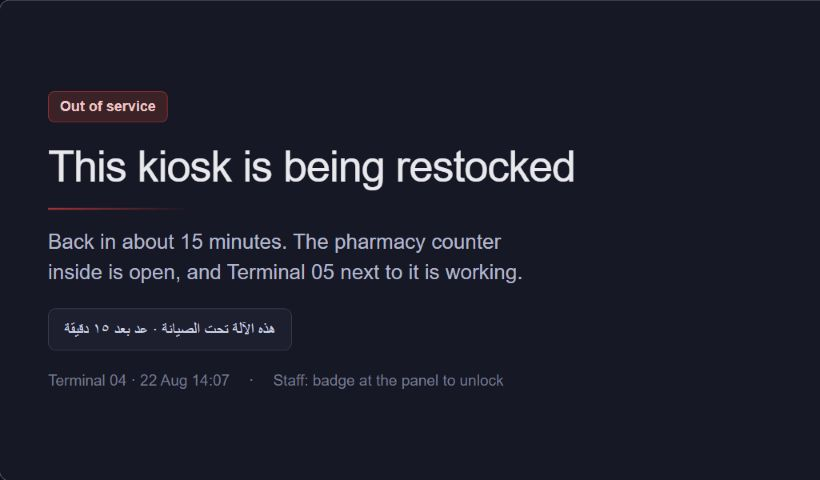 Out of service
This kiosk is being restocked
Back in about 15 minutes. The pharmacy counter
inside is open, and Terminal 05 next to it is working.
هذه الآلة تحت الصيانة · عد بعد ١٥ دقيقة
Terminal 04 · 22 Aug 14:07 · Staff: badge at the panel to unlock